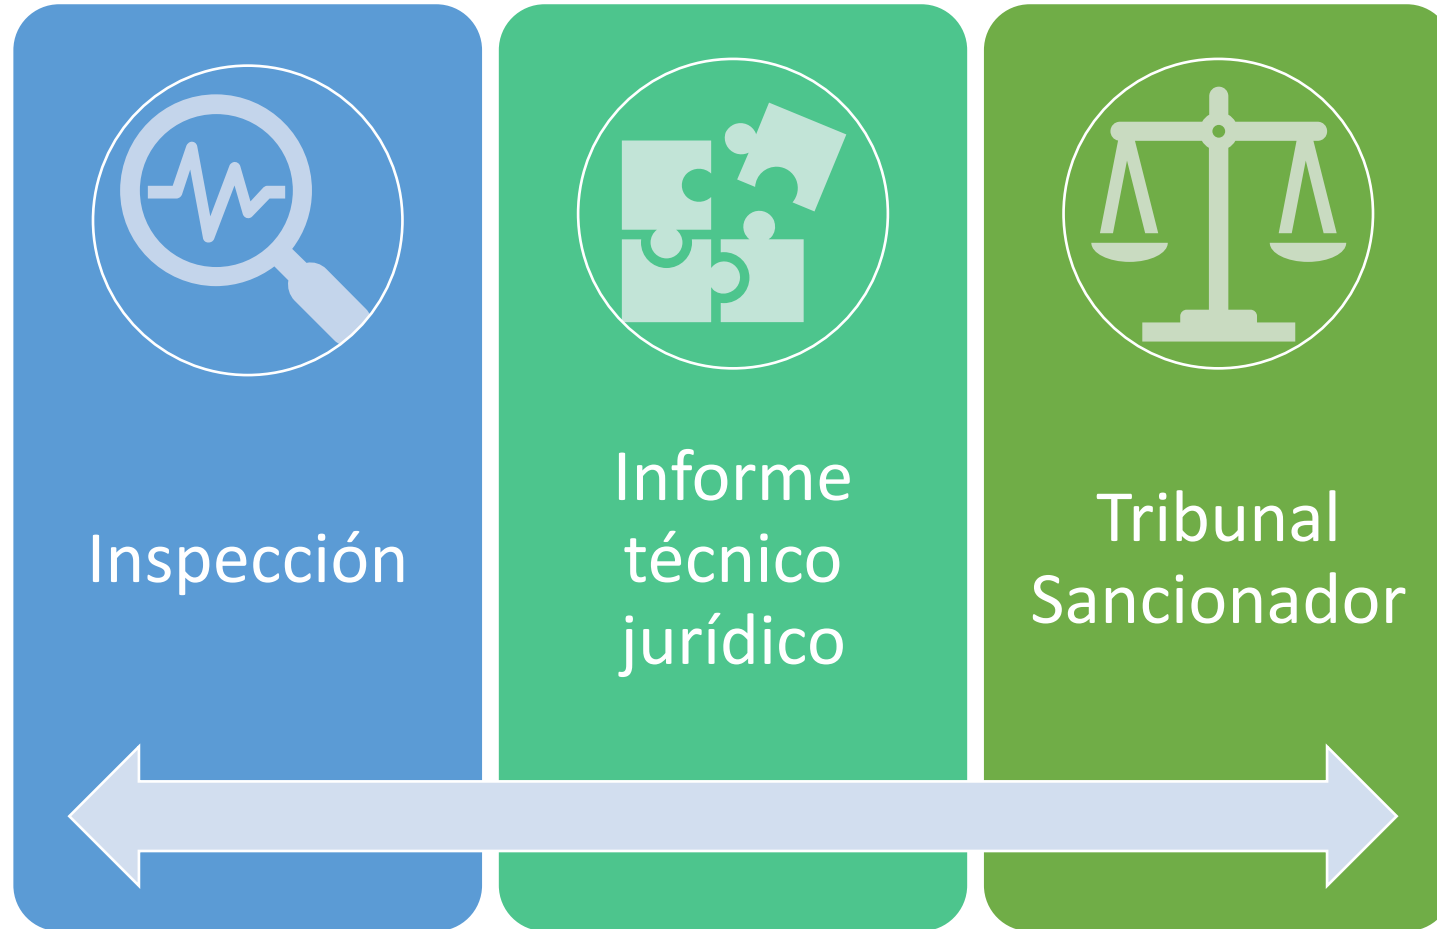 Inspección
Informe
técnico
jurídico
Tribunal
Sancionador